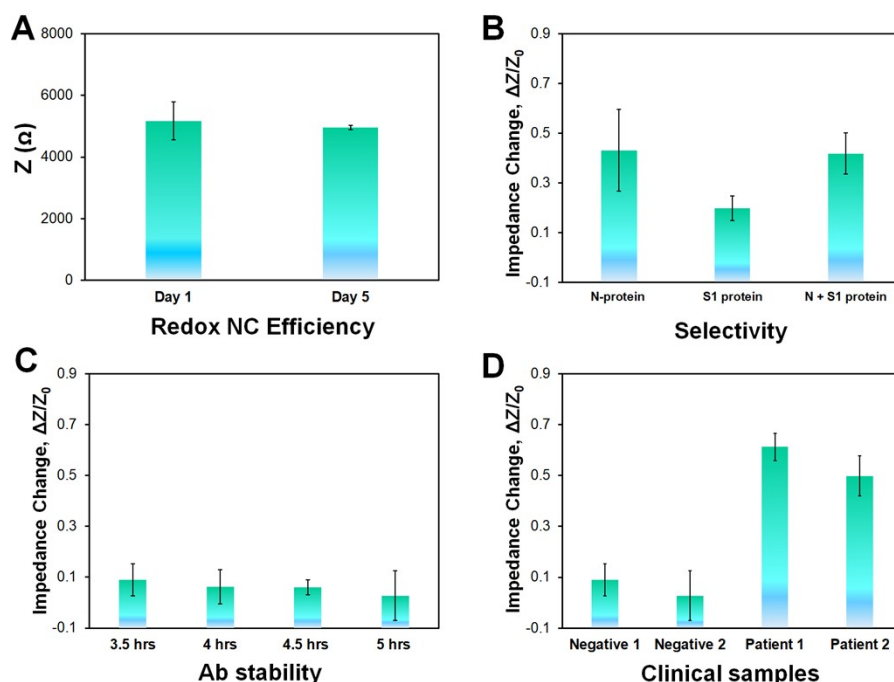 A
8000
6000
4000
2000
0
Z (Ω)
Day 1 Day 5
Redox NC Efficiency
B
0.9
0.7
0.5
0.3
0.1
-0.1
Impedance Change, ΔZ/Z₀
N-protein S1 protein N + S1 protein
Selectivity
C
0.9
0.7
0.5
0.3
0.1
-0.1
Impedance Change, ΔZ/Z₀
3.5 hrs 4 hrs 4.5 hrs 5 hrs
Ab stability
D
0.9
0.7
0.5
0.3
0.1
-0.1
Impedance Change, ΔZ/Z₀
Negative 1 Negative 2 Patient 1 Patient 2
Clinical samples